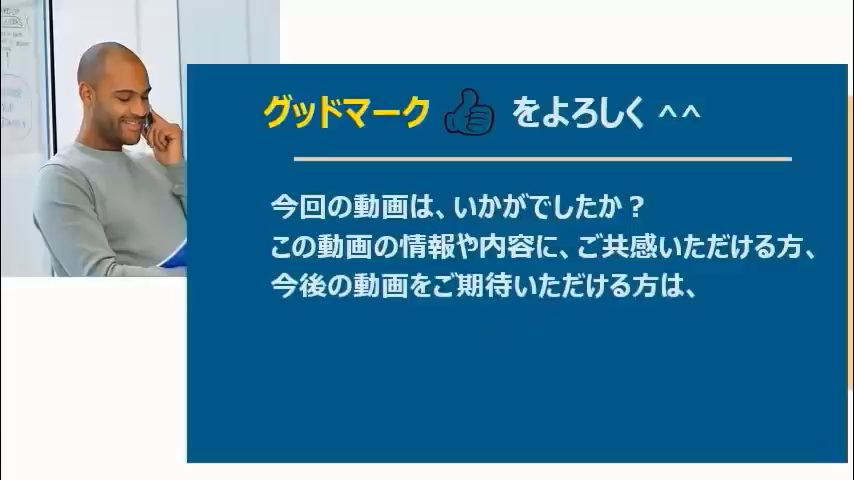 グッドマーク をよろしく ^^
今回の動画は、いかがでしたか？
この動画の情報や内容に、ご共感いただける方、
今後の動画をご期待いただける方は、